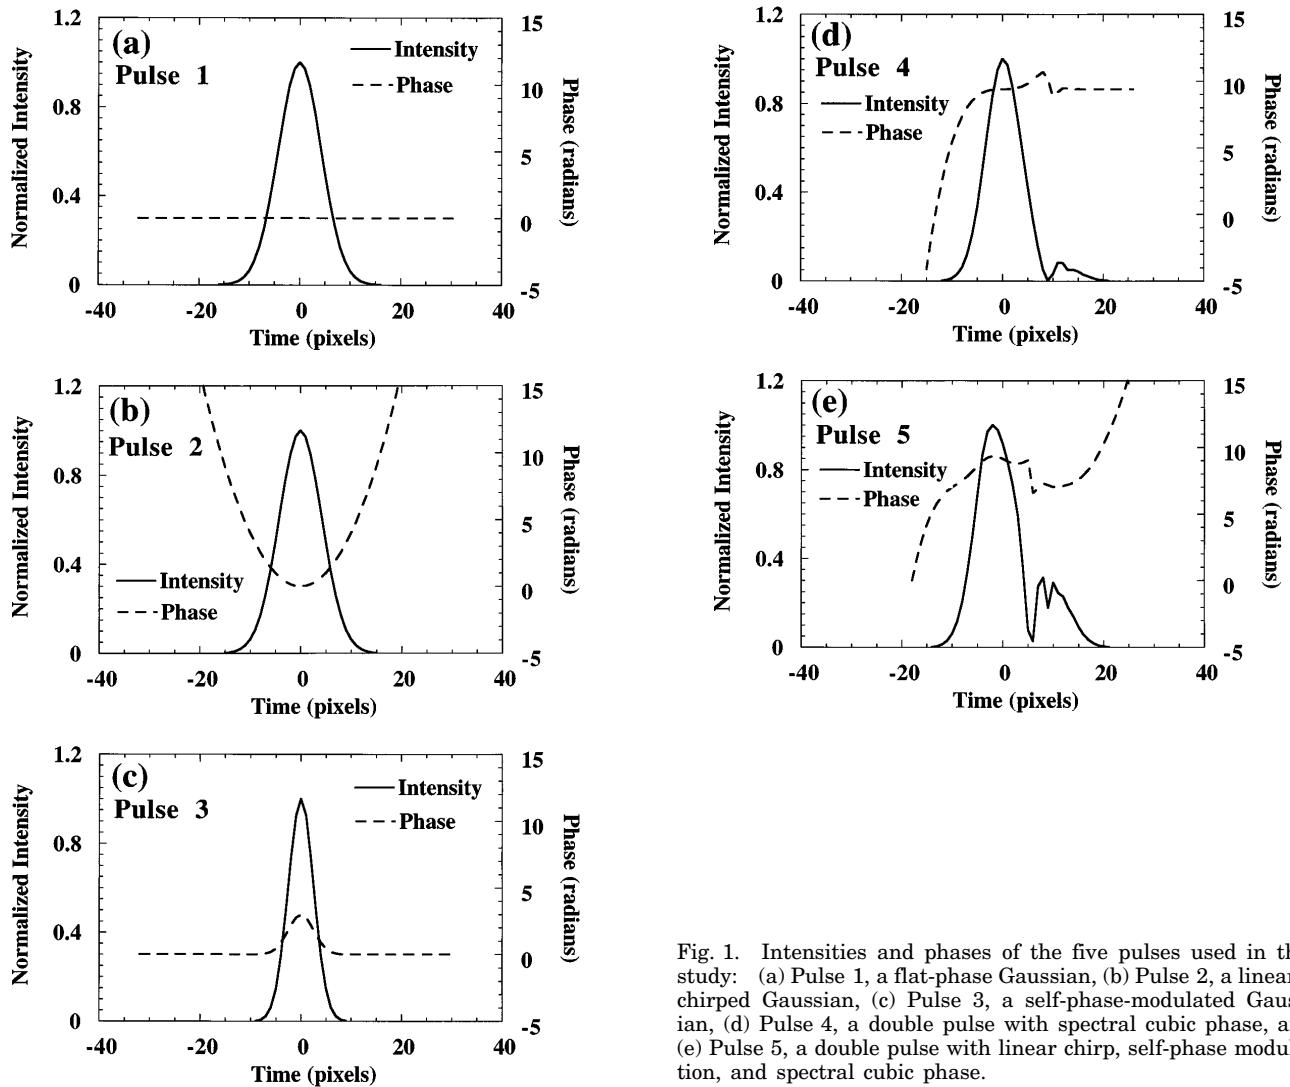 (a)
Pulse 1
Intensity
Phase
1.2
0.8
0.4
0
15
10
5
0
-5
-40
-20
0
20
40
Normalized Intensity
Phase (radians)
Time (pixels)
(b)
Pulse 2
Intensity
Phase
1.2
0.8
0.4
0
15
10
5
0
-5
-40
-20
0
20
40
Normalized Intensity
Phase (radians)
Time (pixels)
(c)
Pulse 3
Intensity
Phase
1.2
0.8
0.4
0
15
10
5
0
-5
-40
-20
0
20
40
Normalized Intensity
Phase (radians)
Time (pixels)
(d)
Pulse 4
Intensity
Phase
1.2
0.8
0.4
0
15
10
5
0
-5
-40
-20
0
20
40
Normalized Intensity
Phase (radians)
Time (pixels)
(e)
Pulse 5
Intensity
Phase
1.2
0.8
0.4
0
15
10
5
0
-5
-40
-20
0
20
40
Normalized Intensity
Phase (radians)
Time (pixels)
Fig. 1. Intensities and phases of the five pulses used in th
study: (a) Pulse 1, a flat-phase Gaussian, (b) Pulse 2, a linear
chirped Gaussian, (c) Pulse 3, a self-phase-modulated Gaus
ian, (d) Pulse 4, a double pulse with spectral cubic phase, a
(e) Pulse 5, a double pulse with linear chirp, self-phase modul
tion, and spectral cubic phase.